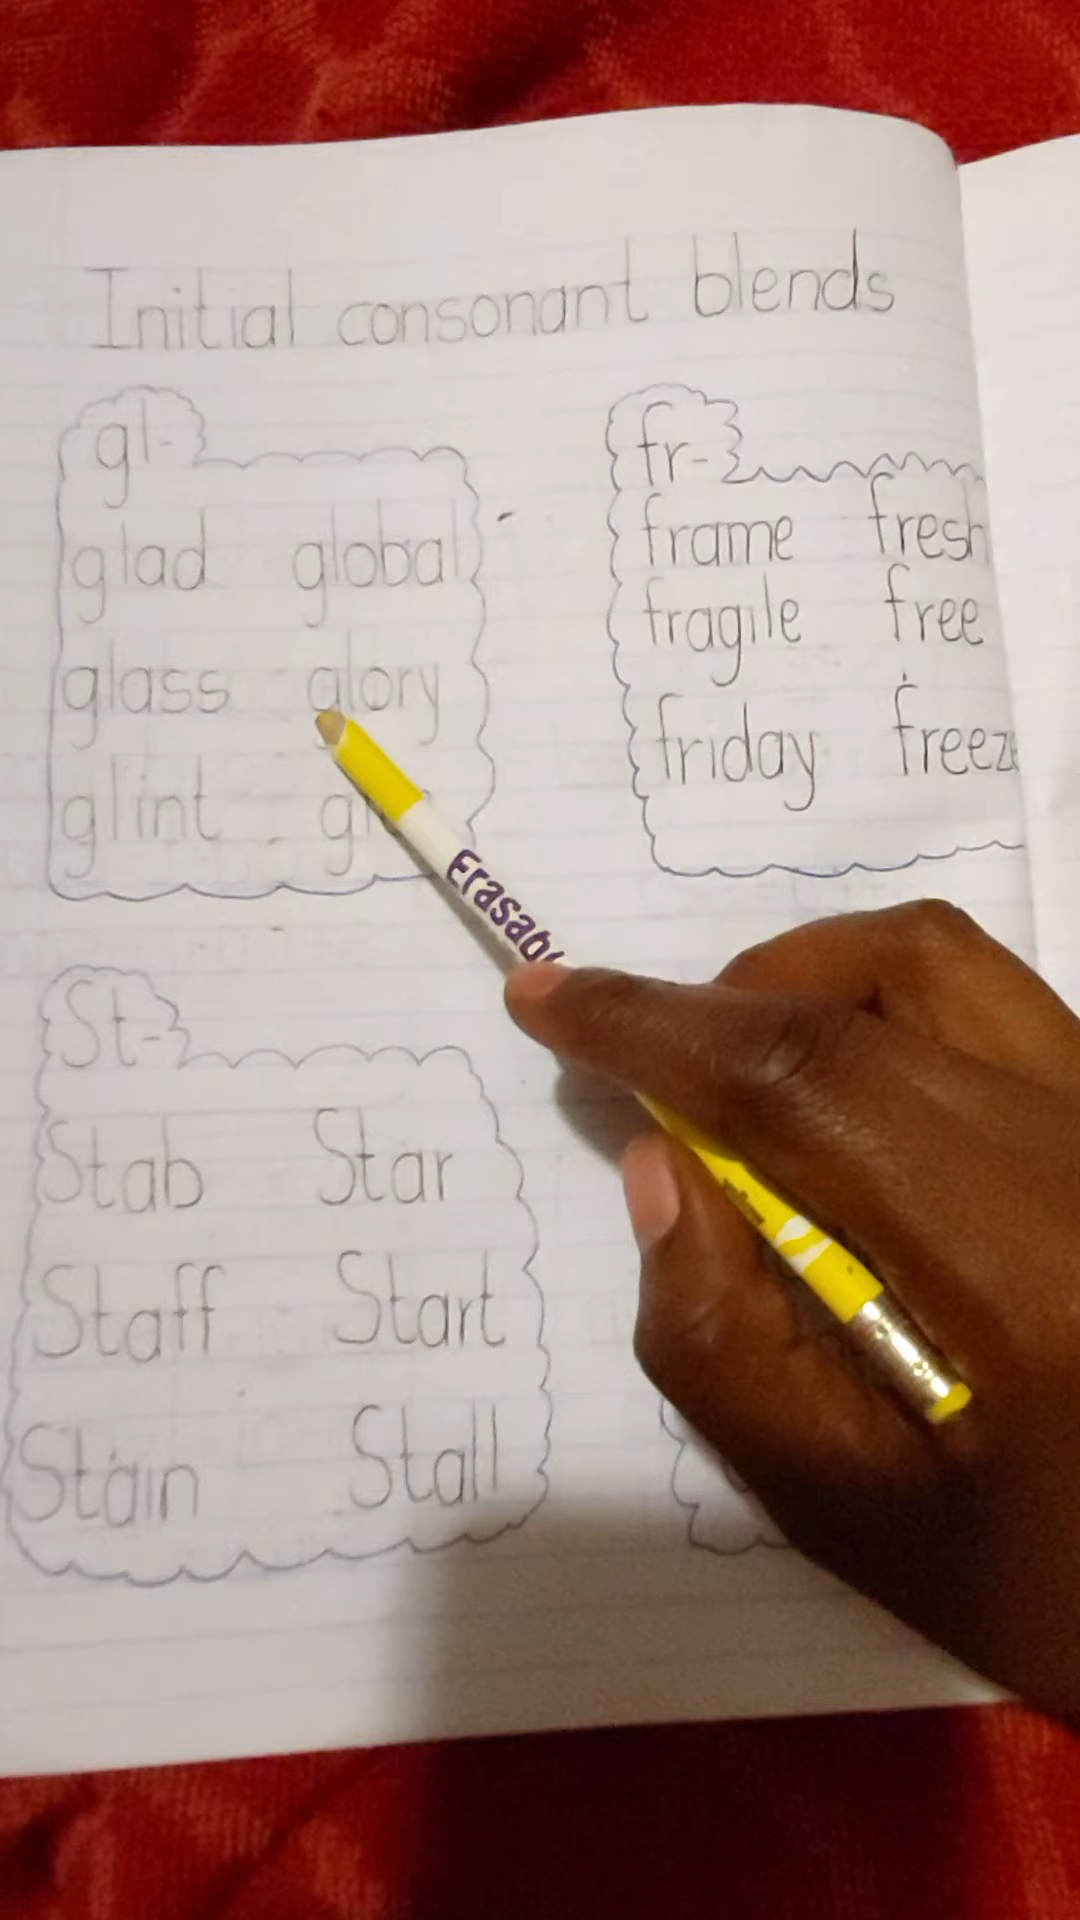 Initial consonant blends
gl-
glad global
glass glory
glint
fr-
frame fresh
fragile free
friday freeze
St-
Stab Star
Staff Start
Stain Stall